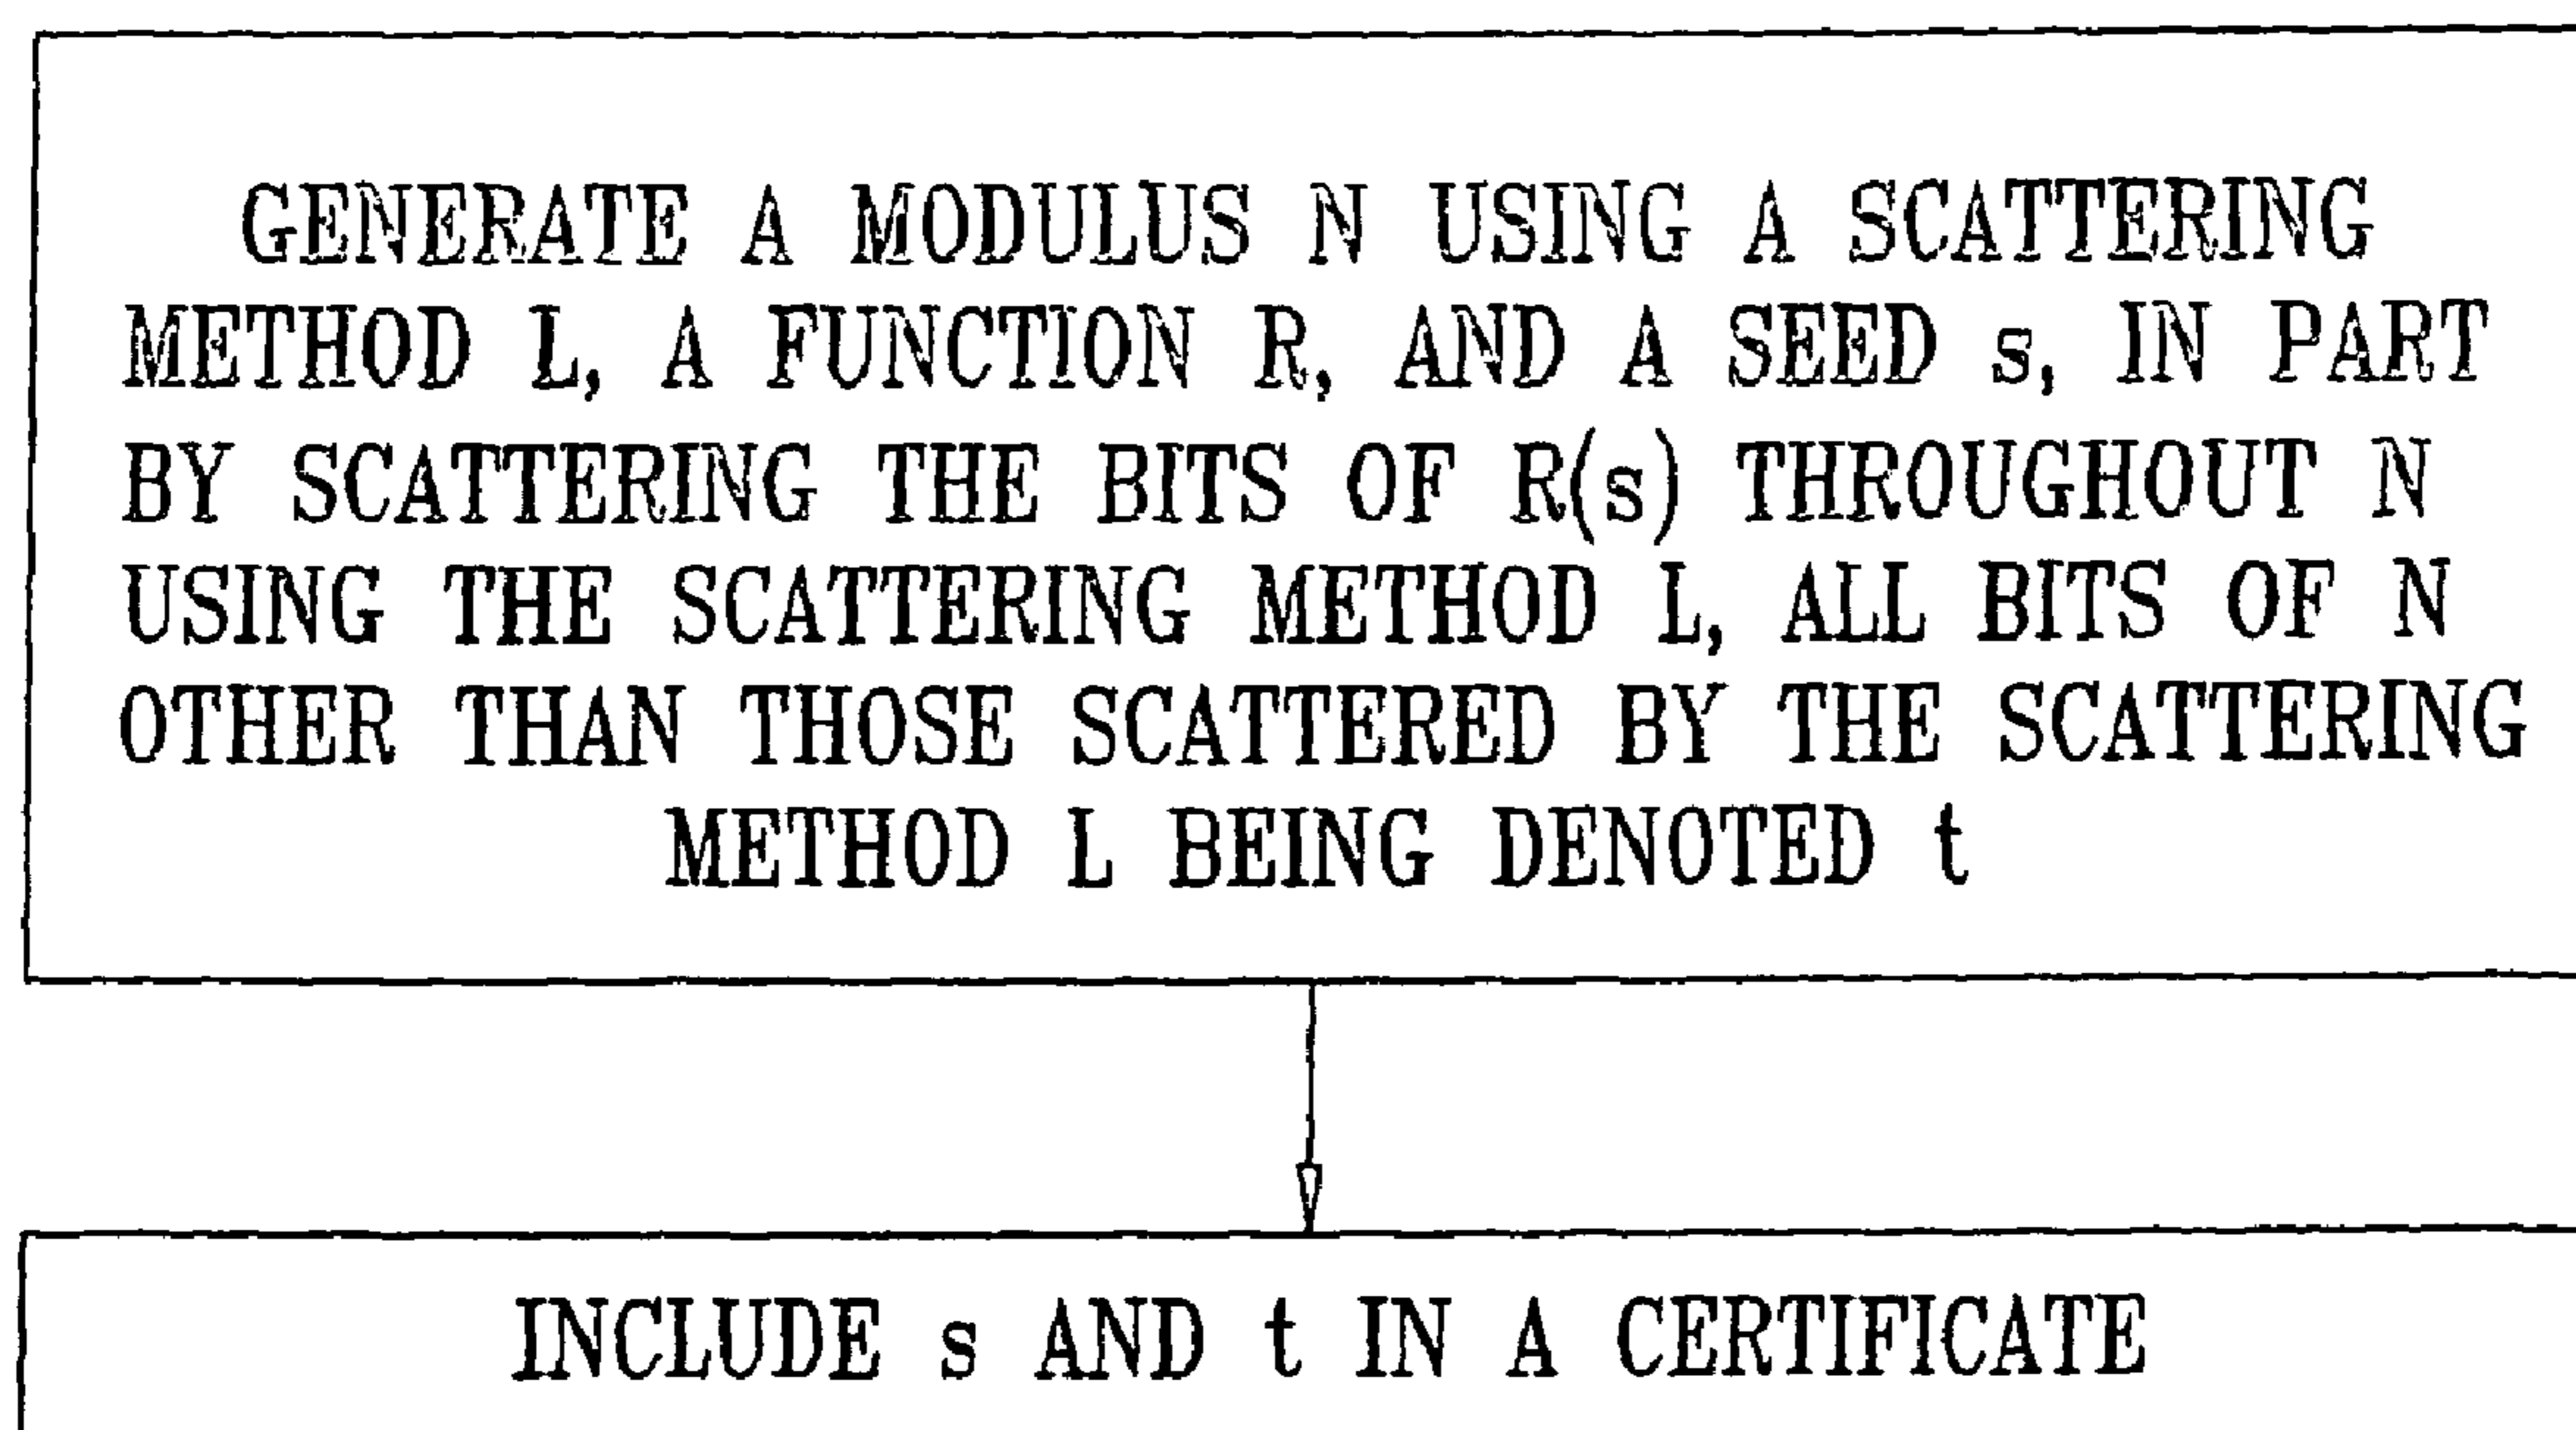 GENERATE A MODULUS N USING A SCATTERING
METHOD L, A FUNCTION R, AND A SEED s, IN PART
BY SCATTERING THE BITS OF R(s) THROUGHOUT N
USING THE SCATTERING METHOD L, ALL BITS OF N
OTHER THAN THOSE SCATTERED BY THE SCATTERING
METHOD L BEING DENOTED t
INCLUDE s AND t IN A CERTIFICATE